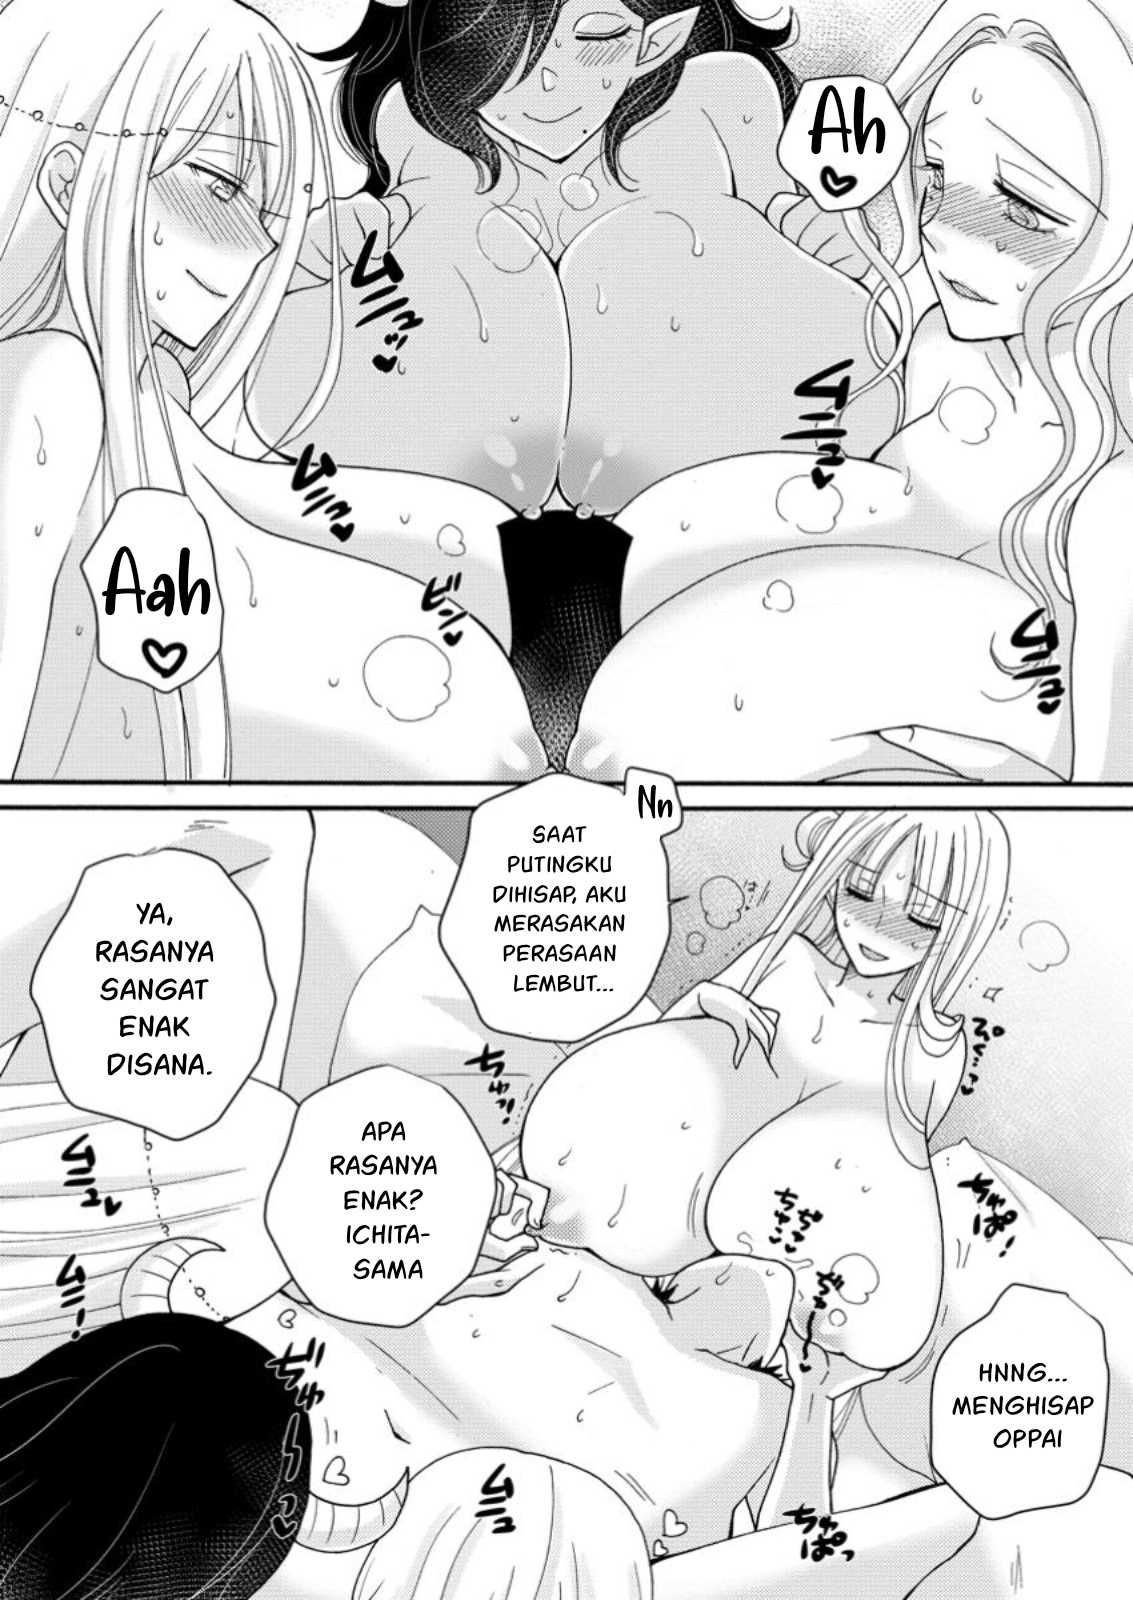 Ah
Aah
Nn
SAAT
PUTINGKU
DIHISAP, AKU
MERASAKAN
PERASAAN
LEMBUT...
YA,
RASANYA
SANGAT
ENAK
DISANA.
APA
RASANYA
ENAK?
ICHITA-
SAMA
HNNG...
MENGHISAP
OPPAI